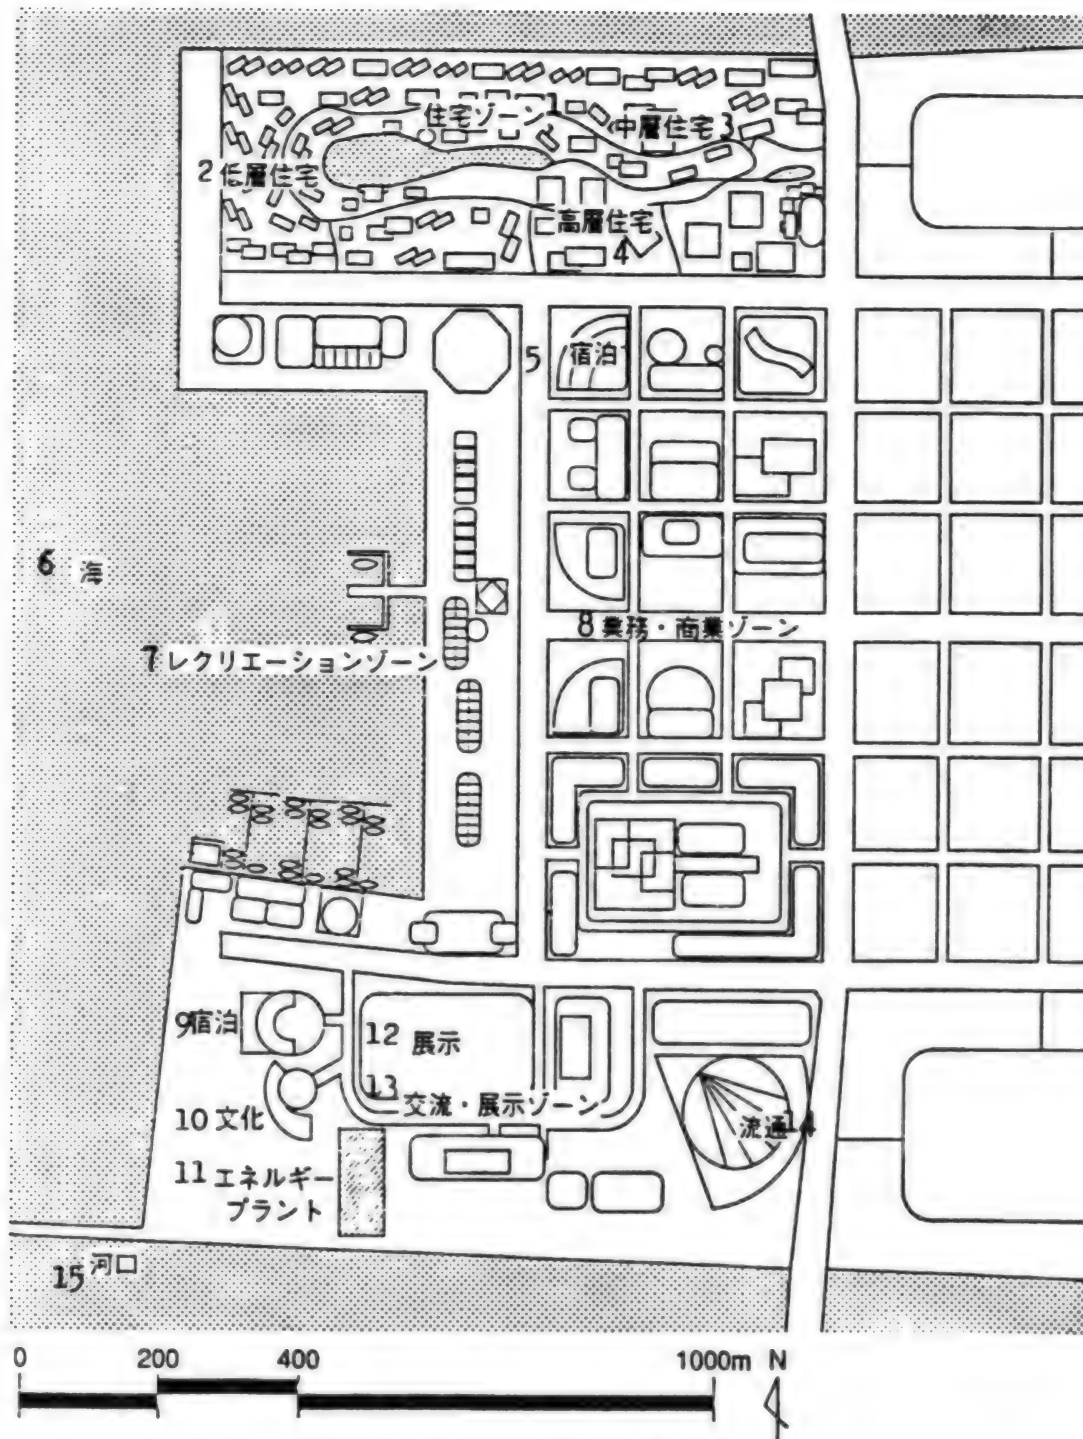 住宅ゾーン 1
中層住宅 3
2 低層住宅
高層住宅
4
5 宿泊
6 海
7 レクリエーションゾーン
8 業務・商業ゾーン
9 宿泊
12 展示
13 交流・展示ゾーン
10 文化
流通 14
11 エネルギー
プラント
15 河口
0 200 400 1000m N